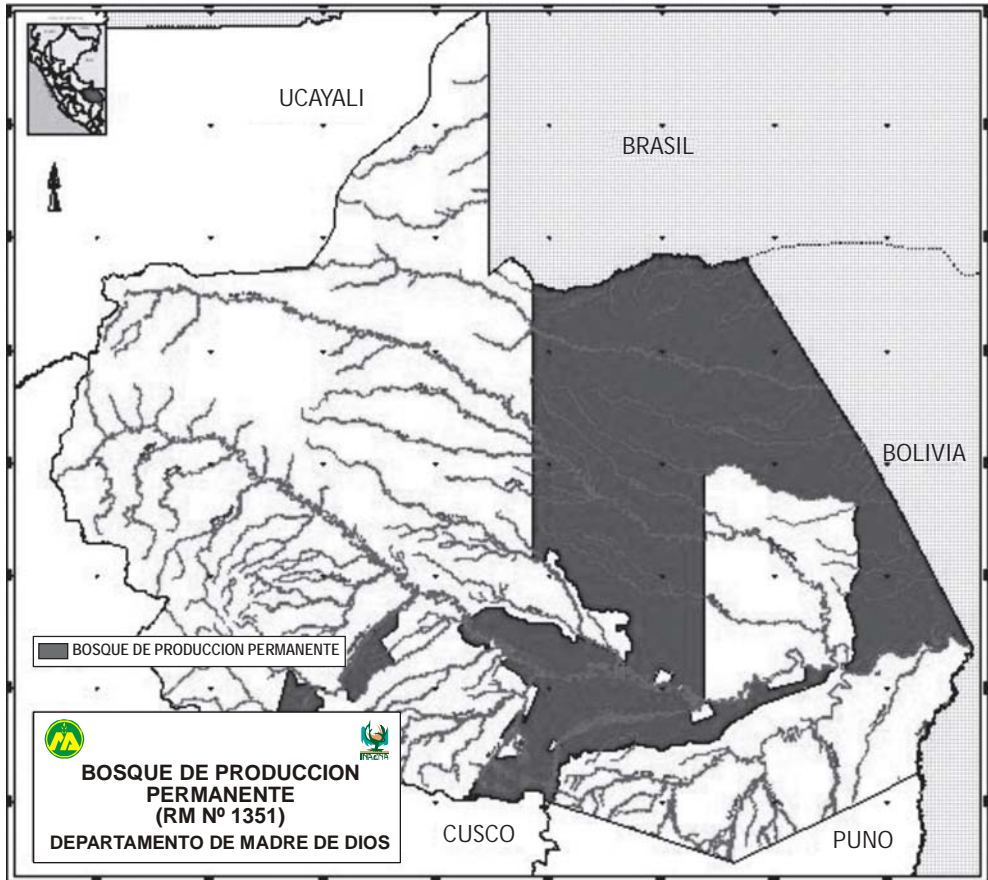 UCAYALI
BRASIL
BOLIVIA
BOSQUE DE PRODUCCION PERMANENTE
INRENA
BOSQUE DE PRODUCCION
PERMANENTE
(RM Nº 1351)
DEPARTAMENTO DE MADRE DE DIOS
CUSCO
PUNO